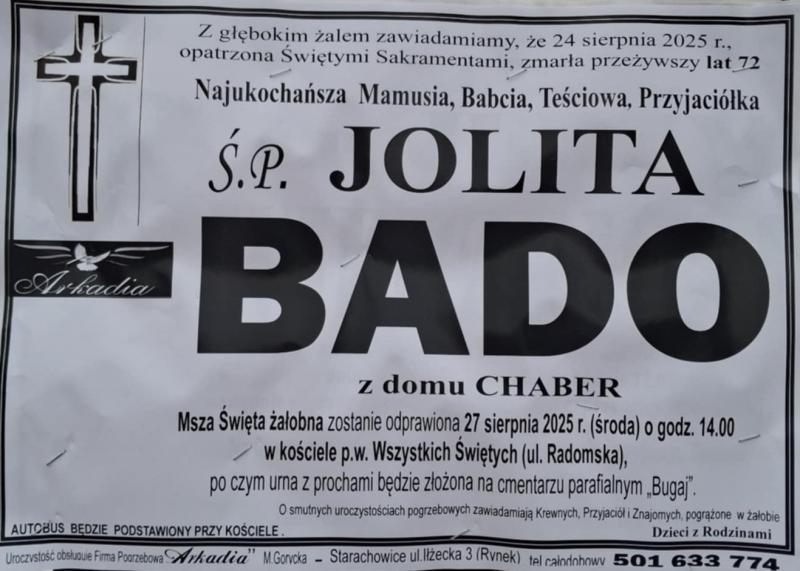 Z głębokim żalem zawiadamiamy, że 24 sierpnia 2025 r.,
opatrzona Świętymi Sakramentami, zmarła przeżywszy lat 72
Najukochańsza Mamusia, Babcia, Teściowa, Przyjaciółka
Ś.P. JOLITA
BADO
Arkadia
z domu CHABER
Msza Święta żałobna zostanie odprawiona 27 sierpnia 2025 r. (środa) o godz. 14.00
w kościele p.w. Wszystkich Świętych (ul. Radomska),
po czym urna z prochami będzie złożona na cmentarzu parafialnym „Bugaj”.
O smutnych uroczystościach pogrzebowych zawiadamiają Krewnych, Przyjaciół i Znajomych, pogrążone w żałobie
AUTOBUS BĘDZIE PODSTAWIONY PRZY KOŚCIELE.
Dzieci z Rodzinami
Uroczystość obsługuje Firma Pogrzebowa "Arkadia" M.Gorycka – Starachowice ul.Iłżecka 3 (Rynek) tel.całodobowy 501 633 774